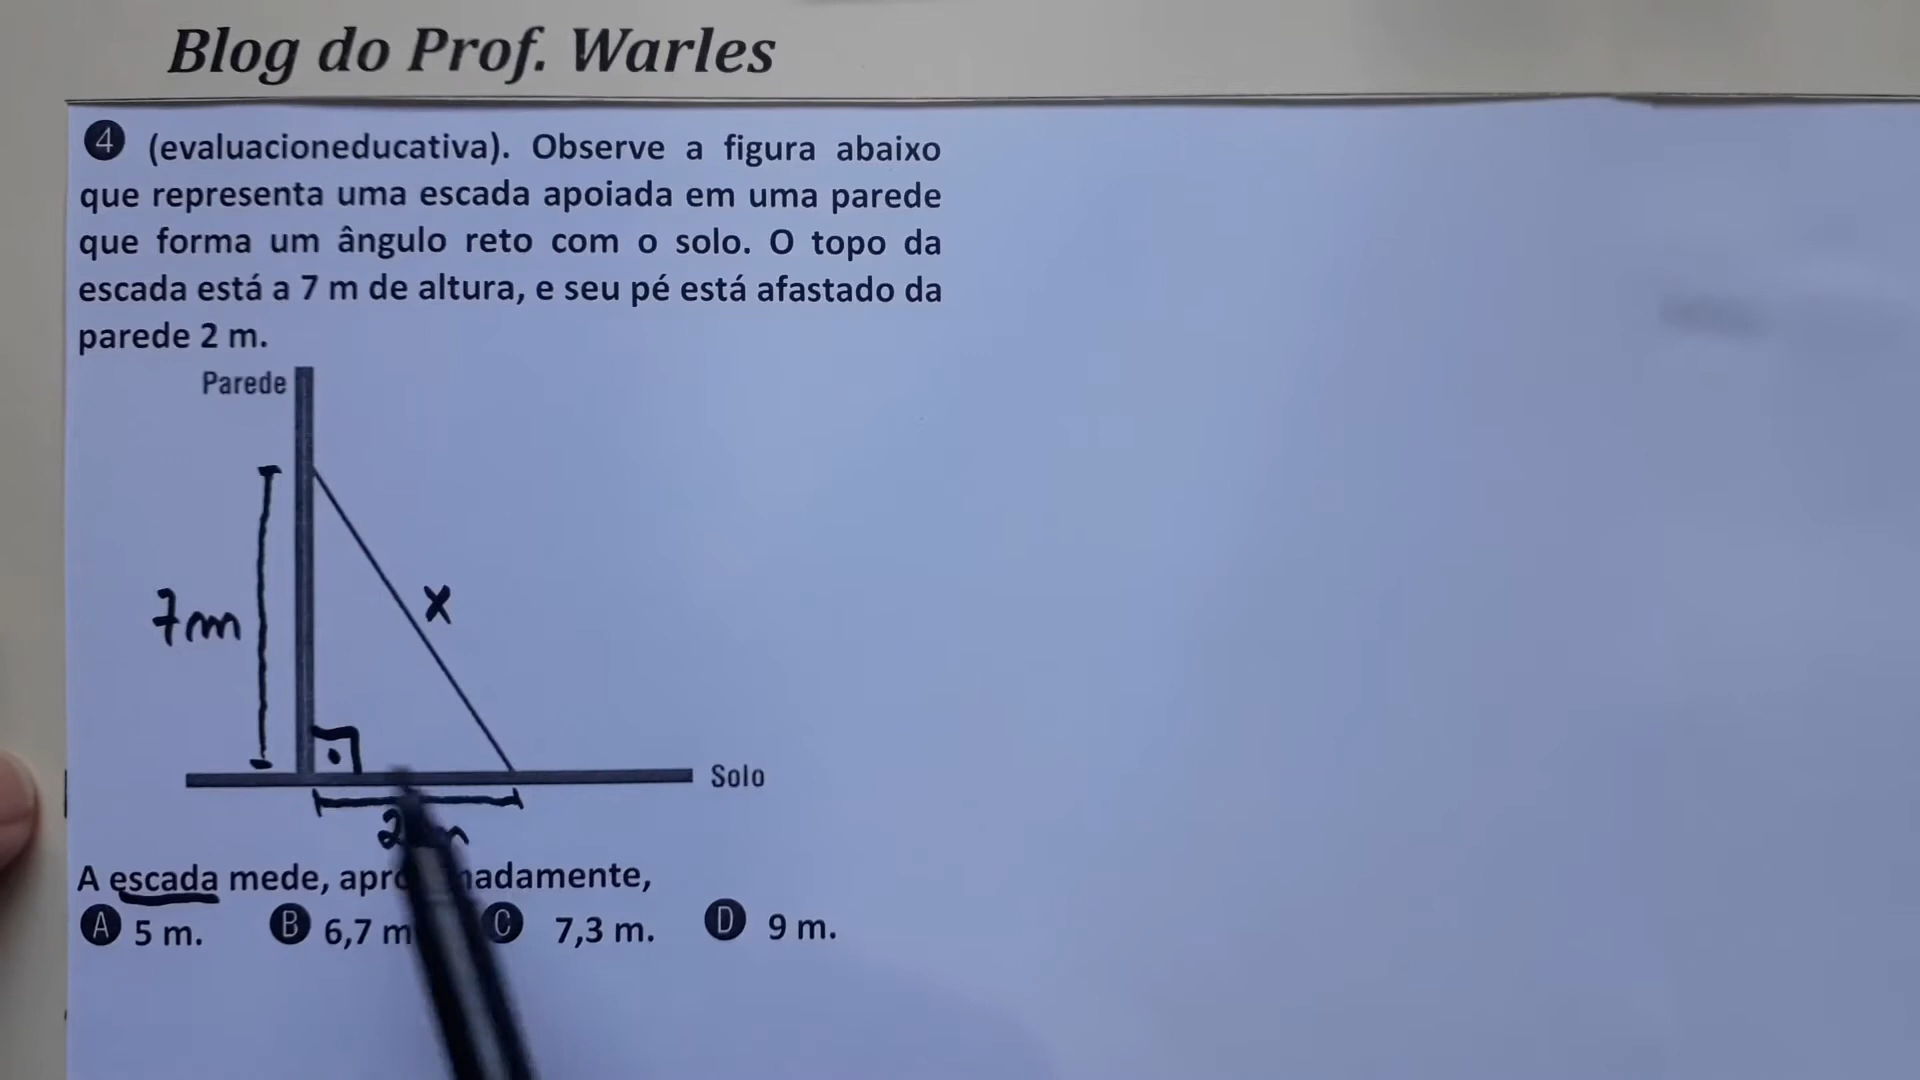 Blog do Prof. Warles
4 (evaluacioneducativa). Observe a figura abaixo
que representa uma escada apoiada em uma parede
que forma um ângulo reto com o solo. O topo da
escada está a 7 m de altura, e seu pé está afastado da
parede 2 m.
Parede
7m
x
Solo
2
A escada mede,
A 5 m. B 6,7 m C 7,3 m. D 9 m.